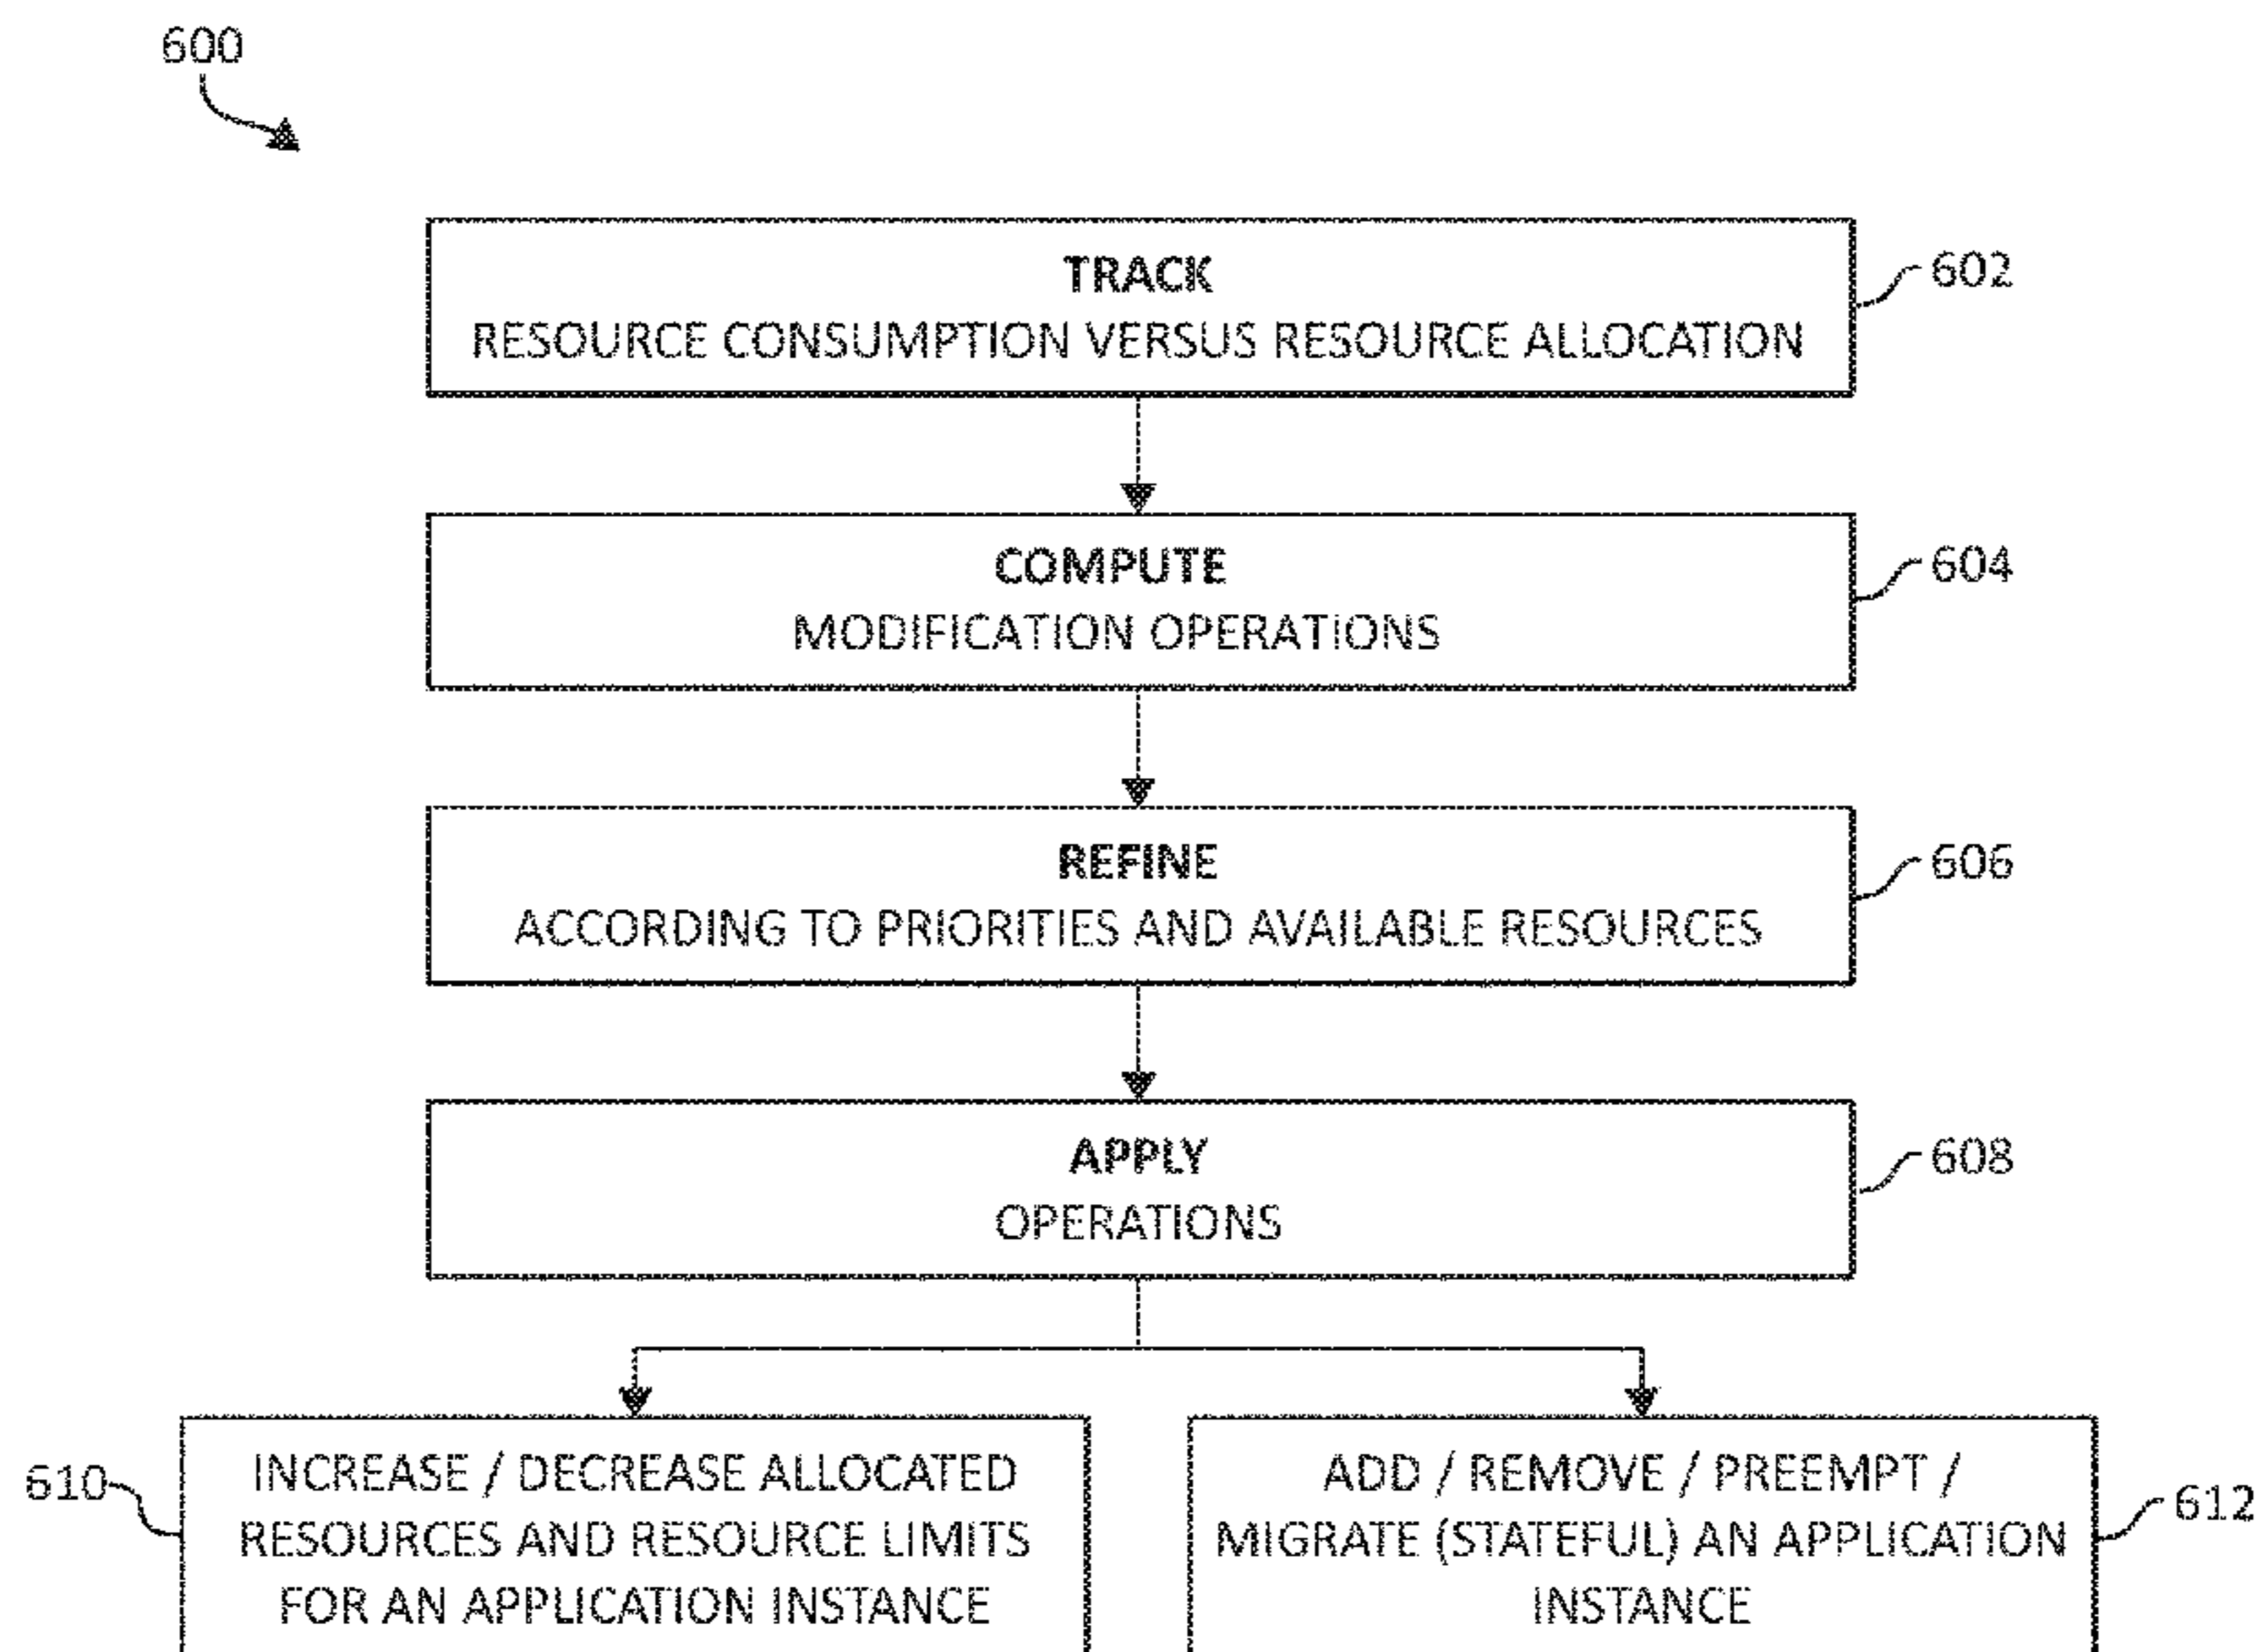 600
TRACK
RESOURCE CONSUMPTION VERSUS RESOURCE ALLOCATION
602
COMPUTE
MODIFICATION OPERATIONS
604
REFINE
ACCORDING TO PRIORITIES AND AVAILABLE RESOURCES
606
APPLY
OPERATIONS
608
610
INCREASE / DECREASE ALLOCATED
RESOURCES AND RESOURCE LIMITS
FOR AN APPLICATION INSTANCE
ADD / REMOVE / PREEMPT /
MIGRATE (STATEFUL) AN APPLICATION
INSTANCE
612